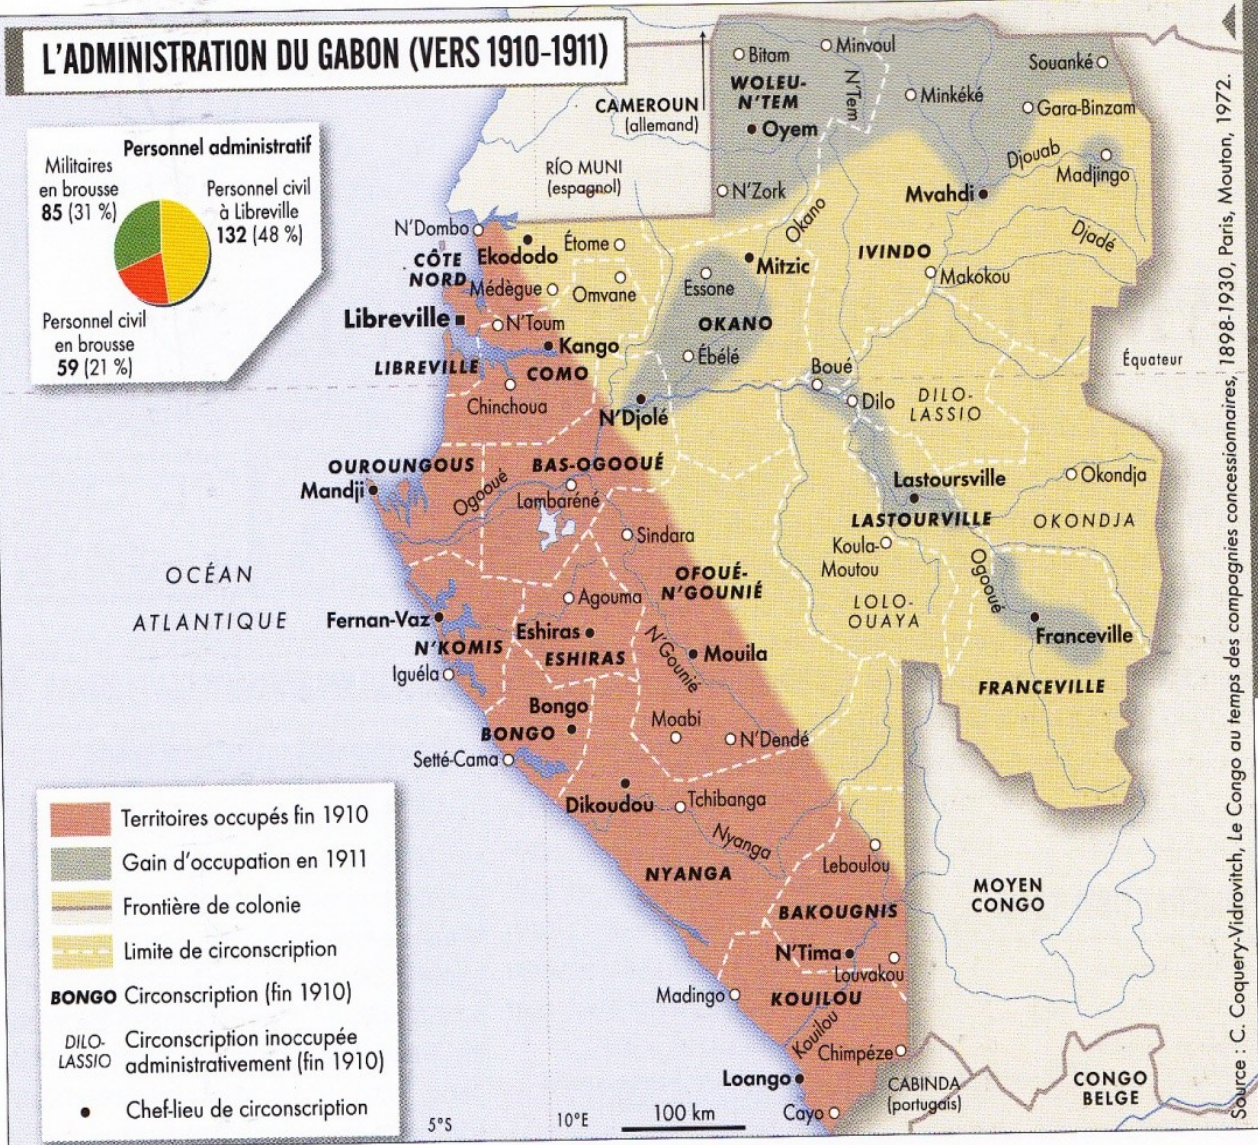 L'ADMINISTRATION DU GABON (VERS 1910-1911)
Personnel administratif
Militaires
en brousse
85 (31 %)
Personnel civil
à Libreville
132 (48 %)
Personnel civil
en brousse
59 (21 %)
CAMEROUN
(allemand)
RÍO MUNI
(espagnol)
Bitam
Minvoul
WOLEU-
N'TEM
N'Tem
Oyem
Minkéké
Souanké
Gara-Binzam
Djouab
Madjingo
N'Zork
Mvahdi
Okano
Djadé
IVINDO
Makokou
N'Dombo
Ekododo
Étome
CÔTE
NORD
Médègue
Omvane
Essone
Mitzic
OKANO
Libreville
N'Toum
Kango
Ébélé
LIBREVILLE
COMO
Chinchoua
N'Djolé
Boué
Dilo
DILO-
LASSIO
Équateur
OUROUNGOUS
Mandji
BAS-OGOOUÉ
Ogooué
Lambaréné
Sindara
Lastoursville
LASTOURVILLE
Okondja
OKONDJA
Koula-
Moutou
OFOUÉ-
N'GOUNIÉ
LOLO-
OUAYA
Ogooué
Franceville
FRANCEVILLE
OCÉAN
ATLANTIQUE
Agouma
Fernan-Vaz
Eshiras
N'KOMIS
ESHIRAS
N'Gounié
Mouila
Iguéla
Bongo
BONGO
Moabi
N'Dendé
Setté-Cama
Dikoudou
Tchibanga
Nyanga
NYANGA
Leboulou
MOYEN
CONGO
BAKOUGNIS
N'Tima
Louvakou
Madingo
KOUILOU
Kouilou
Chimpéze
Loango
Cayo
CABINDA
(portugais)
CONGO
BELGE
Territoires occupés fin 1910
Gain d'occupation en 1911
Frontière de colonie
Limite de circonscription
BONGO Circonscription (fin 1910)
DILO-
LASSIO
Circonscription inoccupée
administrativement (fin 1910)
Chef-lieu de circonscription
5°S
10°E
100 km
Source : C. Coquery-Vidrovitch, Le Congo au temps des compagnies concessionnaires, 1898-1930, Paris, Mouton, 1972.